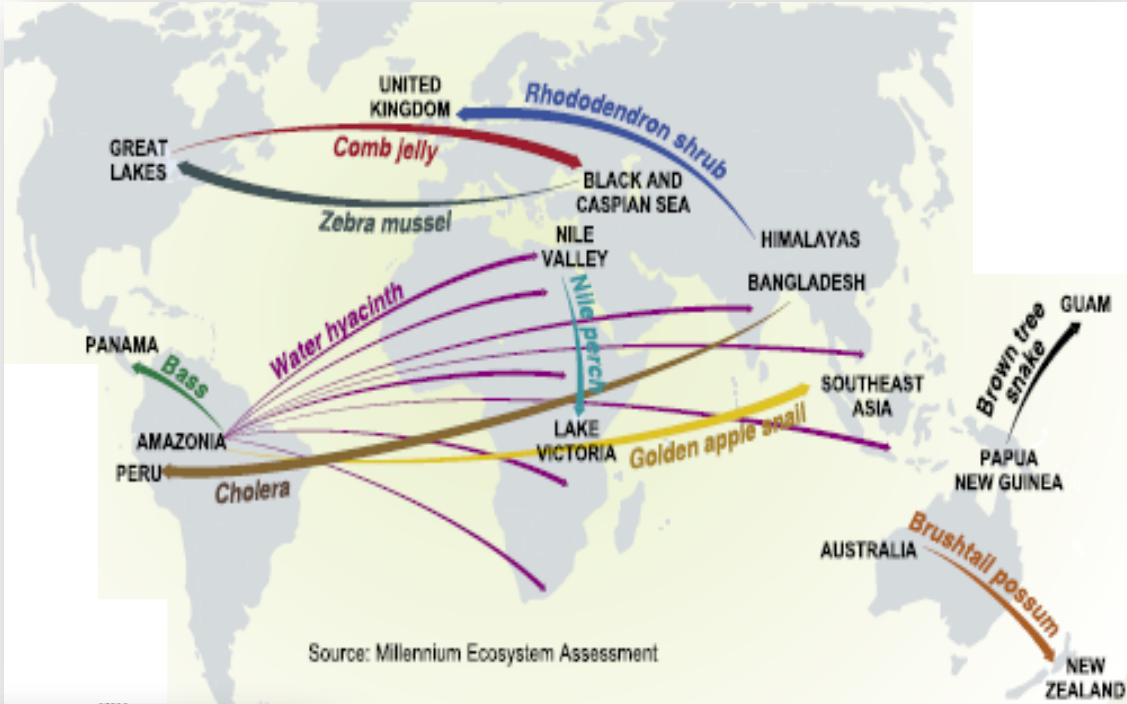 UNITED
KINGDOM
Rhododendron shrub
GREAT
LAKES
Comb jelly
BLACK AND
CASPIAN SEA
Zebra mussel
NILE
VALLEY
HIMALAYAS
BANGLADESH
Water hyacinth
Nile perch
GUAM
Brown tree
snake
PANAMA
Bass
SOUTHEAST
ASIA
AMAZONIA
LAKE
VICTORIA
Golden apple snail
PERU
Cholera
PAPUA
NEW GUINEA
AUSTRALIA
Brushtail possum
Source: Millennium Ecosystem Assessment
NEW
ZEALAND